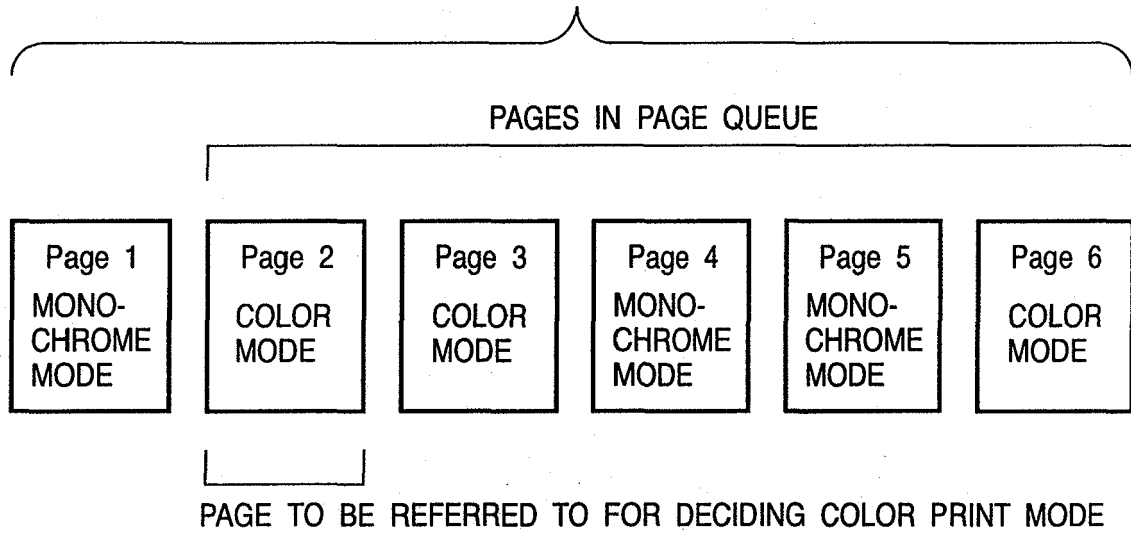 PAGES IN PAGE QUEUE
Page 1
MONO-
CHROME
MODE
Page 2
COLOR
MODE
Page 3
COLOR
MODE
Page 4
MONO-
CHROME
MODE
Page 5
MONO-
CHROME
MODE
Page 6
COLOR
MODE
PAGE TO BE REFERRED TO FOR DECIDING COLOR PRINT MODE